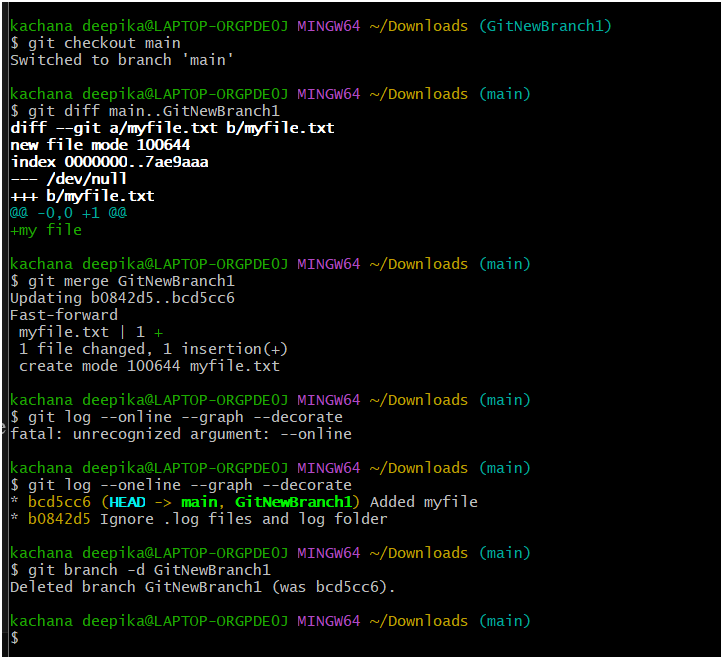 kachana deepika@LAPTOP-ORGPDE0J MINGW64 ~/Downloads (GitNewBranch1)
$ git checkout main
Switched to branch 'main'
kachana deepika@LAPTOP-ORGPDE0J MINGW64 ~/Downloads (main)
$ git diff main..GitNewBranch1
diff --git a/myfile.txt b/myfile.txt
new file mode 100644
index 0000000..7ae9aaa
--- /dev/null
+++ b/myfile.txt
@@ -0,0 +1 @@
+my file
kachana deepika@LAPTOP-ORGPDE0J MINGW64 ~/Downloads (main)
$ git merge GitNewBranch1
Updating b0842d5..bcd5cc6
Fast-forward
 myfile.txt | 1 +
 1 file changed, 1 insertion(+)
 create mode 100644 myfile.txt
kachana deepika@LAPTOP-ORGPDE0J MINGW64 ~/Downloads (main)
$ git log --online --graph --decorate
fatal: unrecognized argument: --online
kachana deepika@LAPTOP-ORGPDE0J MINGW64 ~/Downloads (main)
$ git log --oneline --graph --decorate
* bcd5cc6 (HEAD -> main, GitNewBranch1) Added myfile
* b0842d5 Ignore .log files and log folder
kachana deepika@LAPTOP-ORGPDE0J MINGW64 ~/Downloads (main)
$ git branch -d GitNewBranch1
Deleted branch GitNewBranch1 (was bcd5cc6).
kachana deepika@LAPTOP-ORGPDE0J MINGW64 ~/Downloads (main)
$